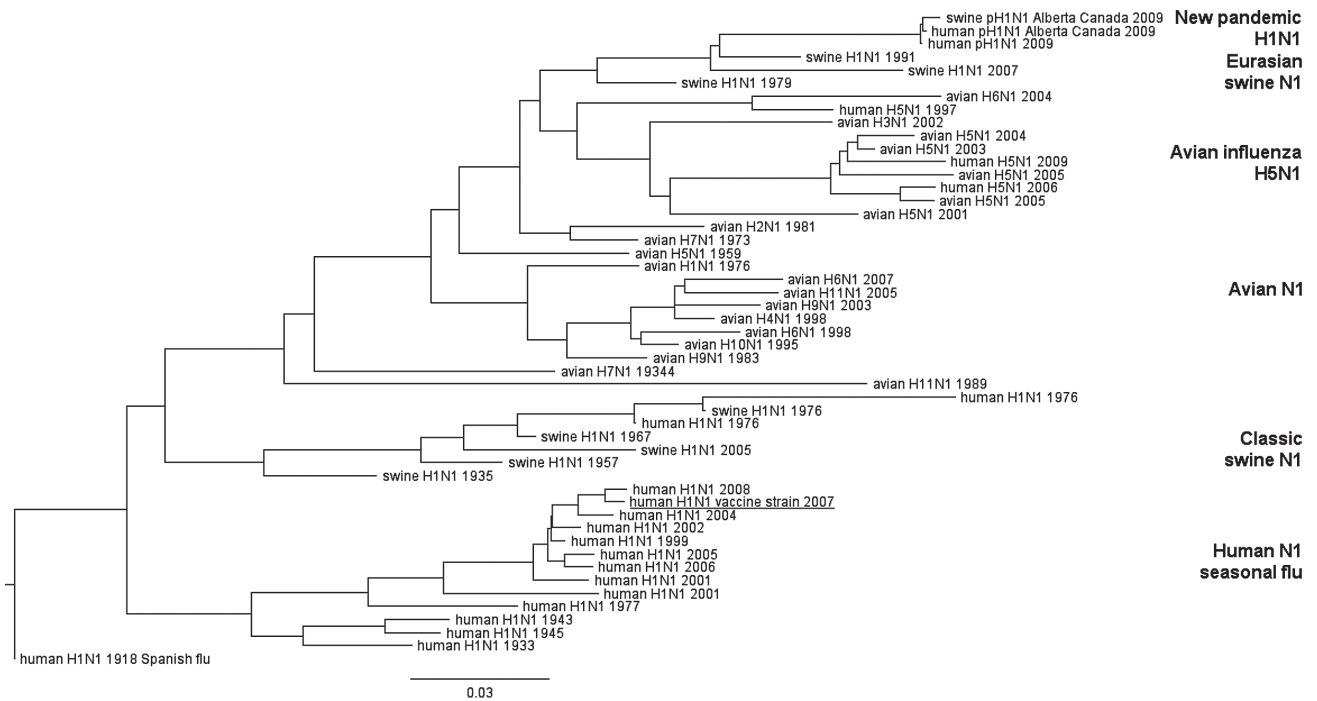 swine pH1N1 Alberta Canada 2009
human pH1N1 Alberta Canada 2009
human pH1N1 2009
swine H1N1 1991
swine H1N1 2007
swine H1N1 1979
New pandemic
H1N1
Eurasian
swine N1
avian H6N1 2004
human H5N1 1997
avian H3N1 2002
avian H5N1 2004
avian H5N1 2003
human H5N1 2009
avian H5N1 2005
human H5N1 2006
avian H5N1 2005
avian H5N1 2001
Avian influenza
H5N1
avian H2N1 1981
avian H7N1 1973
avian H5N1 1959
avian H1N1 1976
avian H6N1 2007
avian H11N1 2005
avian H9N1 2003
avian H4N1 1998
avian H6N1 1998
avian H10N1 1995
avian H9N1 1983
avian H7N1 19344
avian H11N1 1989
Avian N1
human H1N1 1976
swine H1N1 1976
human H1N1 1976
swine H1N1 1967
swine H1N1 2005
swine H1N1 1957
swine H1N1 1935
Classic
swine N1
human H1N1 2008
human H1N1 vaccine strain 2007
human H1N1 2004
human H1N1 2002
human H1N1 1999
human H1N1 2005
human H1N1 2006
human H1N1 2001
human H1N1 2001
human H1N1 1977
human H1N1 1943
human H1N1 1945
human H1N1 1933
Human N1
seasonal flu
human H1N1 1918 Spanish flu
0.03